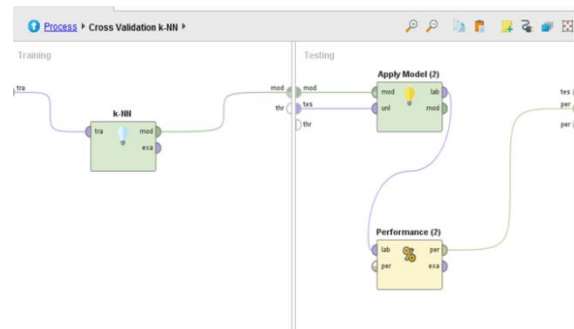 Process ▸ Cross Validation k-NN ▸
Training
Testing
tra
k-NN
tra
mod
exa
mod
thr
mod
tes
thr
Apply Model (2)
mod
lab
unl
mod
Performance (2)
lab
per
per
exa
tes
per
per